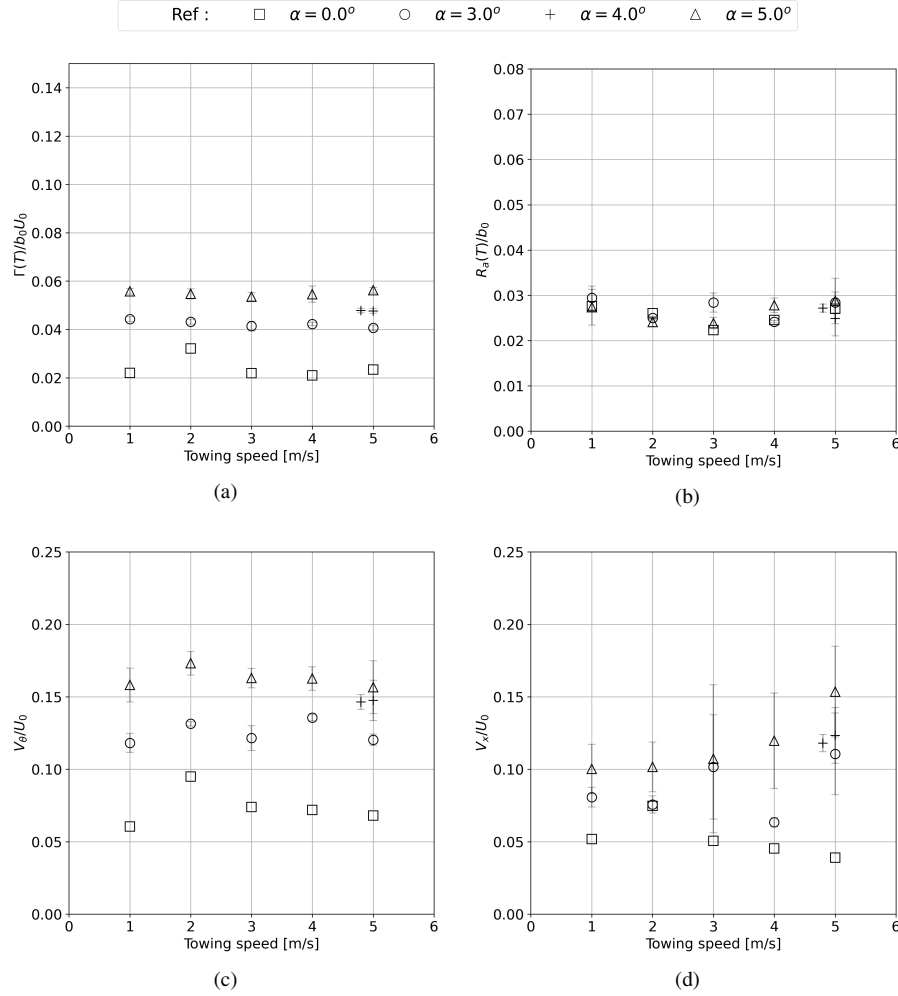 Ref : □ α = 0.0° ○ α = 3.0° + α = 4.0° △ α = 5.0°
0.14
0.12
0.10
0.08
0.06
0.04
0.02
0.00
Γ(T)/b₀U₀
0 1 2 3 4 5 6
Towing speed [m/s]
(a)
0.08
0.07
0.06
0.05
0.04
0.03
0.02
0.01
0.00
Rₐ(T)/b₀
0 1 2 3 4 5 6
Towing speed [m/s]
(b)
0.25
0.20
0.15
0.10
0.05
0.00
V_θ/U₀
0 1 2 3 4 5 6
Towing speed [m/s]
(c)
0.25
0.20
0.15
0.10
0.05
0.00
Vₓ/U₀
0 1 2 3 4 5 6
Towing speed [m/s]
(d)